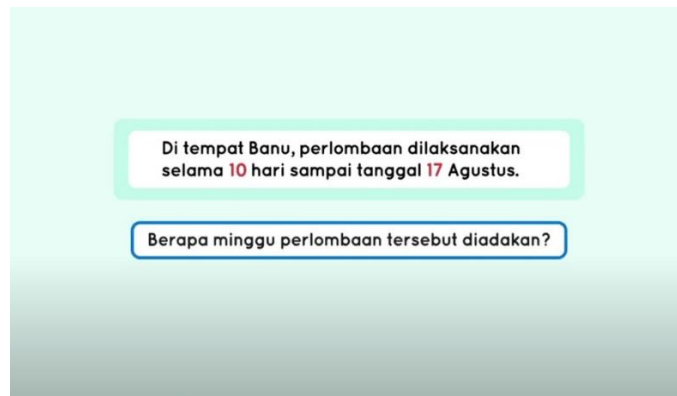 Di tempat Banu, perlombaan dilaksanakan
selama 10 hari sampai tanggal 17 Agustus.
Berapa minggu perlombaan tersebut diadakan?